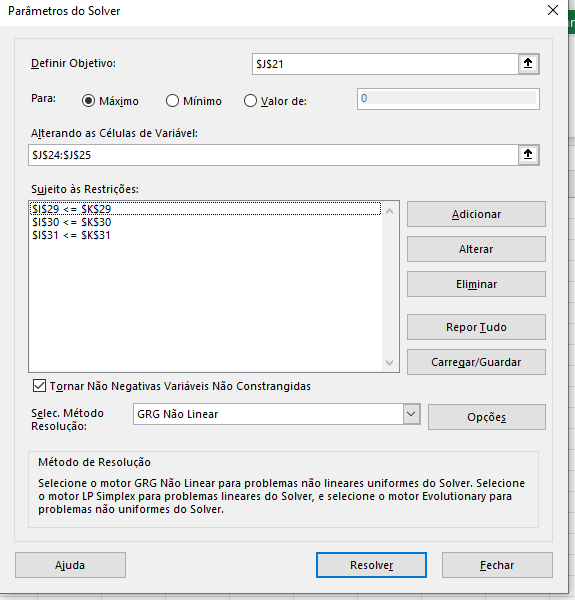 Parâmetros do Solver
Definir Objetivo:
$J$21
Para:
Máximo
Mínimo
Valor de:
0
Alterando as Células de Variável:
$J$24:$J$25
Sujeito às Restrições:
$I$29 <= $K$29
$I$30 <= $K$30
$I$31 <= $K$31
Adicionar
Alterar
Eliminar
Repor Tudo
Carregar/Guardar
Tornar Não Negativas Variáveis Não Constrangidas
Selec. Método
Resolução:
GRG Não Linear
Opções
Método de Resolução
Selecione o motor GRG Não Linear para problemas não lineares uniformes do Solver. Selecione
o motor LP Simplex para problemas lineares do Solver, e selecione o motor Evolutionary para
problemas não uniformes do Solver.
Ajuda
Resolver
Fechar